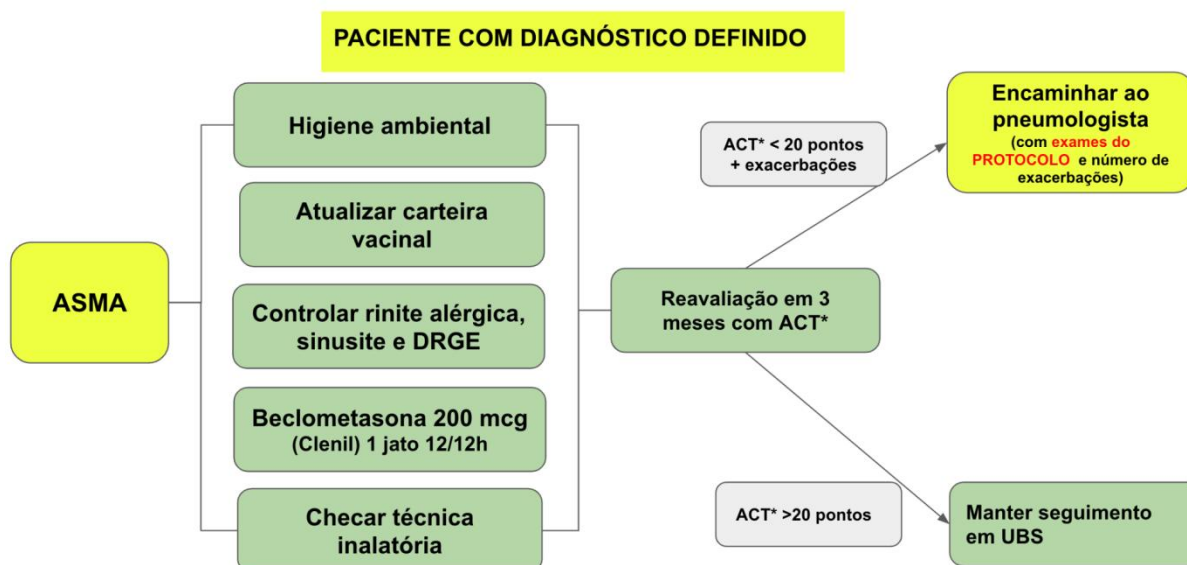 PACIENTE COM DIAGNÓSTICO DEFINIDO
ASMA
Higiene ambiental
Atualizar carteira
vacinal
Controlar rinite alérgica,
sinusite e DRGE
Beclometasona 200 mcg
(Clenil) 1 jato 12/12h
Checar técnica
inalatória
Reavaliação em 3
meses com ACT*
ACT* < 20 pontos
+ exacerbações
Encaminhar ao
pneumologista
(com exames do
PROTOCOLO e número de
exacerbações)
ACT* >20 pontos
Manter seguimento
em UBS